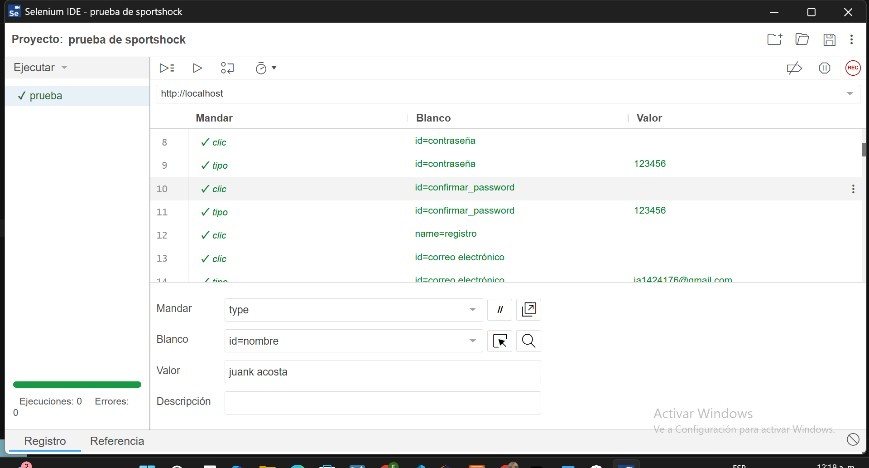 Selenium IDE - prueba de sportshock
Proyecto: prueba de sportshock
Ejecutar
✓ prueba
http://localhost
Mandar Blanco Valor
8 ✓ clic id=contraseña
9 ✓ tipo id=contraseña 123456
10 ✓ clic id=confirmar_password
11 ✓ tipo id=confirmar_password 123456
12 ✓ clic name=registro
13 ✓ clic id=correo electrónico
14 ✓ tipo id=correo electrónico ja1424176@gmail.com
Mandar type //
Blanco id=nombre
Valor juank acosta
Descripción
Ejecuciones: 0 Errores:
0
Activar Windows
Ve a Configuración para activar Windows.
Registro Referencia
REC
ESP